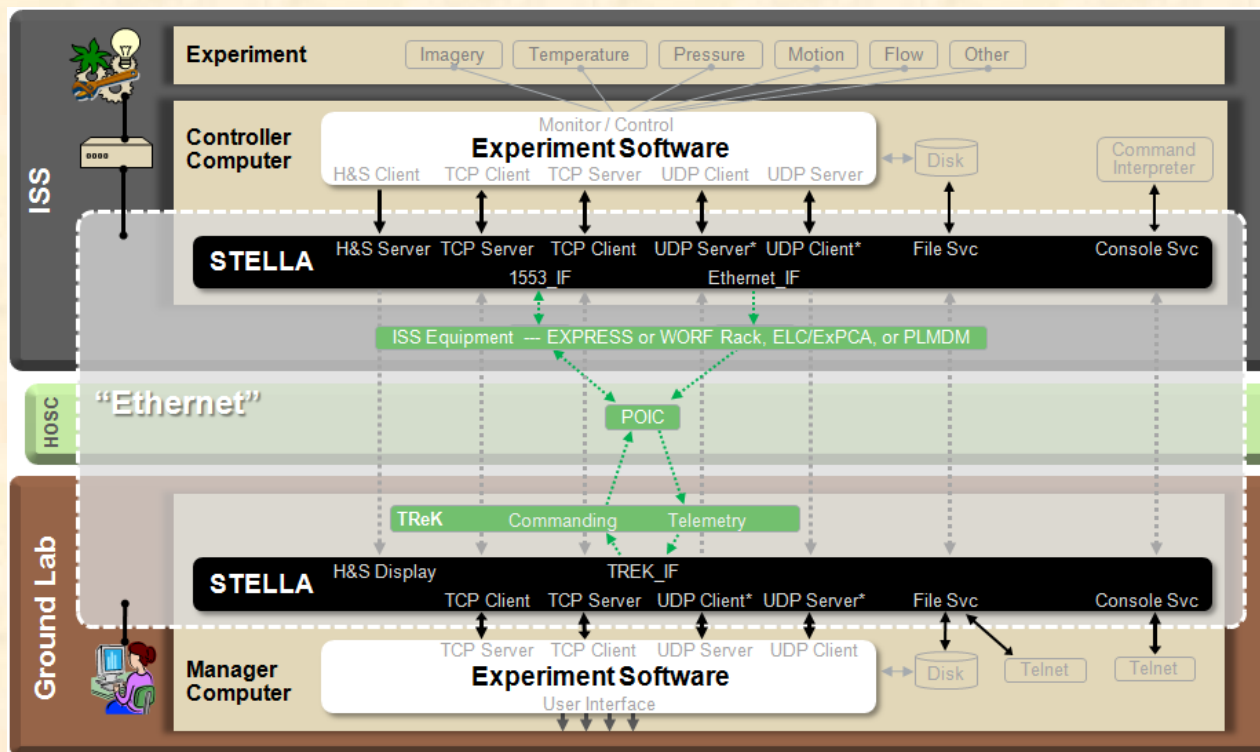 ISS
Experiment
Imagery Temperature Pressure Motion Flow Other
Controller
Computer
Monitor / Control
Experiment Software
H&S Client TCP Client TCP Server UDP Client UDP Server
Disk
Command
Interpreter
STELLA
H&S Server TCP Server TCP Client UDP Server* UDP Client* File Svc Console Svc
1553_IF Ethernet_IF
ISS Equipment --- EXPRESS or WORF Rack, ELC/ExPCA, or PLMDM
HOSC
“Ethernet”
POIC
Ground Lab
TReK Commanding Telemetry
STELLA
H&S Display TREK_IF
TCP Client TCP Server UDP Client* UDP Server* File Svc Console Svc
Manager
Computer
TCP Server TCP Client UDP Server UDP Client
Experiment Software
User Interface
Disk Telnet Telnet